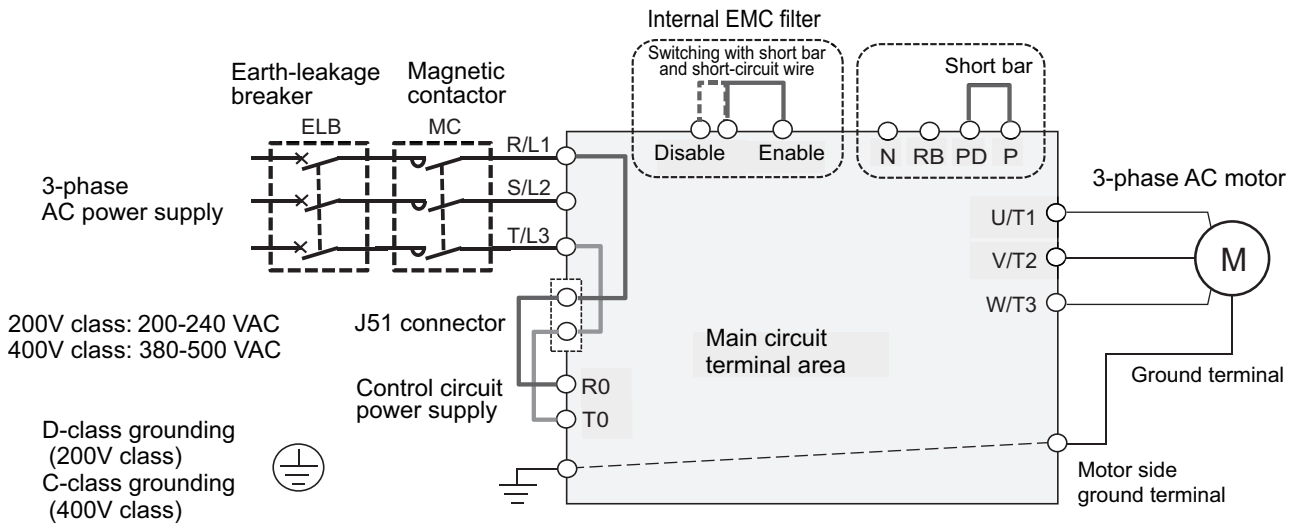 Internal EMC filter
Switching with short bar
and short-circuit wire
Short bar
Earth-leakage
breaker
Magnetic
contactor
ELB
MC
R/L1
Disable
Enable
N
RB
PD
P
3-phase
AC power supply
S/L2
3-phase AC motor
T/L3
U/T1
V/T2
M
W/T3
200V class: 200-240 VAC
400V class: 380-500 VAC
J51 connector
Main circuit
terminal area
Control circuit
power supply
R0
T0
Ground terminal
D-class grounding
(200V class)
C-class grounding
(400V class)
Motor side
ground terminal